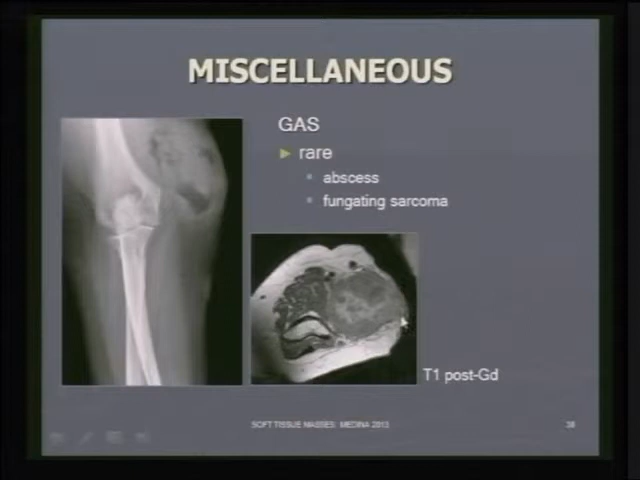 MISCELLANEOUS
GAS
rare
abscess
fungating sarcoma
T1 post-Gd
SOFT TISSUE MASSES: MEDINA 2013
38